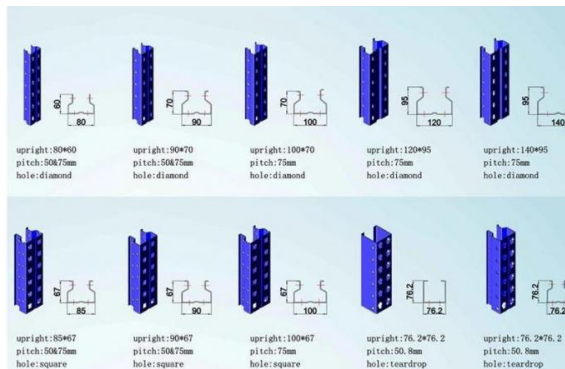 60
80
70
90
70
100
95
120
95
140
upright:80*60
pitch:50&75mm
hole:diamond
upright:90*70
pitch:50&75mm
hole:diamond
upright:100*70
pitch:75mm
hole:diamond
upright:120*95
pitch:75mm
hole:diamond
upright:140*95
pitch:75mm
hole:diamond
67
85
67
90
67
100
76.2
76.2
76.2
76.2
upright:85*67
pitch:50&75mm
hole:square
upright:90*67
pitch:50&75mm
hole:square
upright:100*67
pitch:75mm
hole:square
upright:76.2*76.2
pitch:50.8mm
hole:teardrop
upright:76.2*76.2
pitch:50.8mm
hole:teardrop